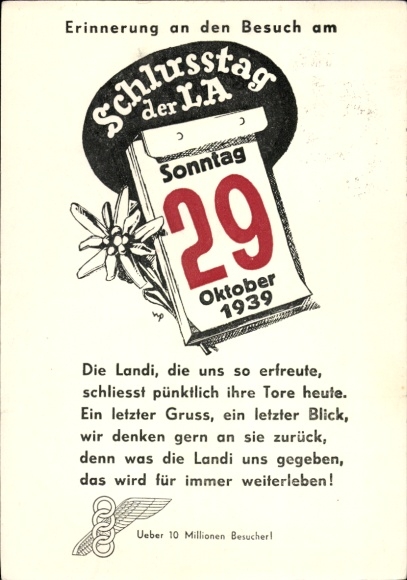 Erinnerung an den Besuch am
Schlusstag
der LA
Sonntag
29
Oktober
1939
Die Landi, die uns so erfreute,
schliesst pünktlich ihre Tore heute.
Ein letzter Gruss, ein letzter Blick,
wir denken gern an sie zurück,
denn was die Landi uns gegeben,
das wird für immer weiterleben!
Ueber 10 Millionen Besucher!